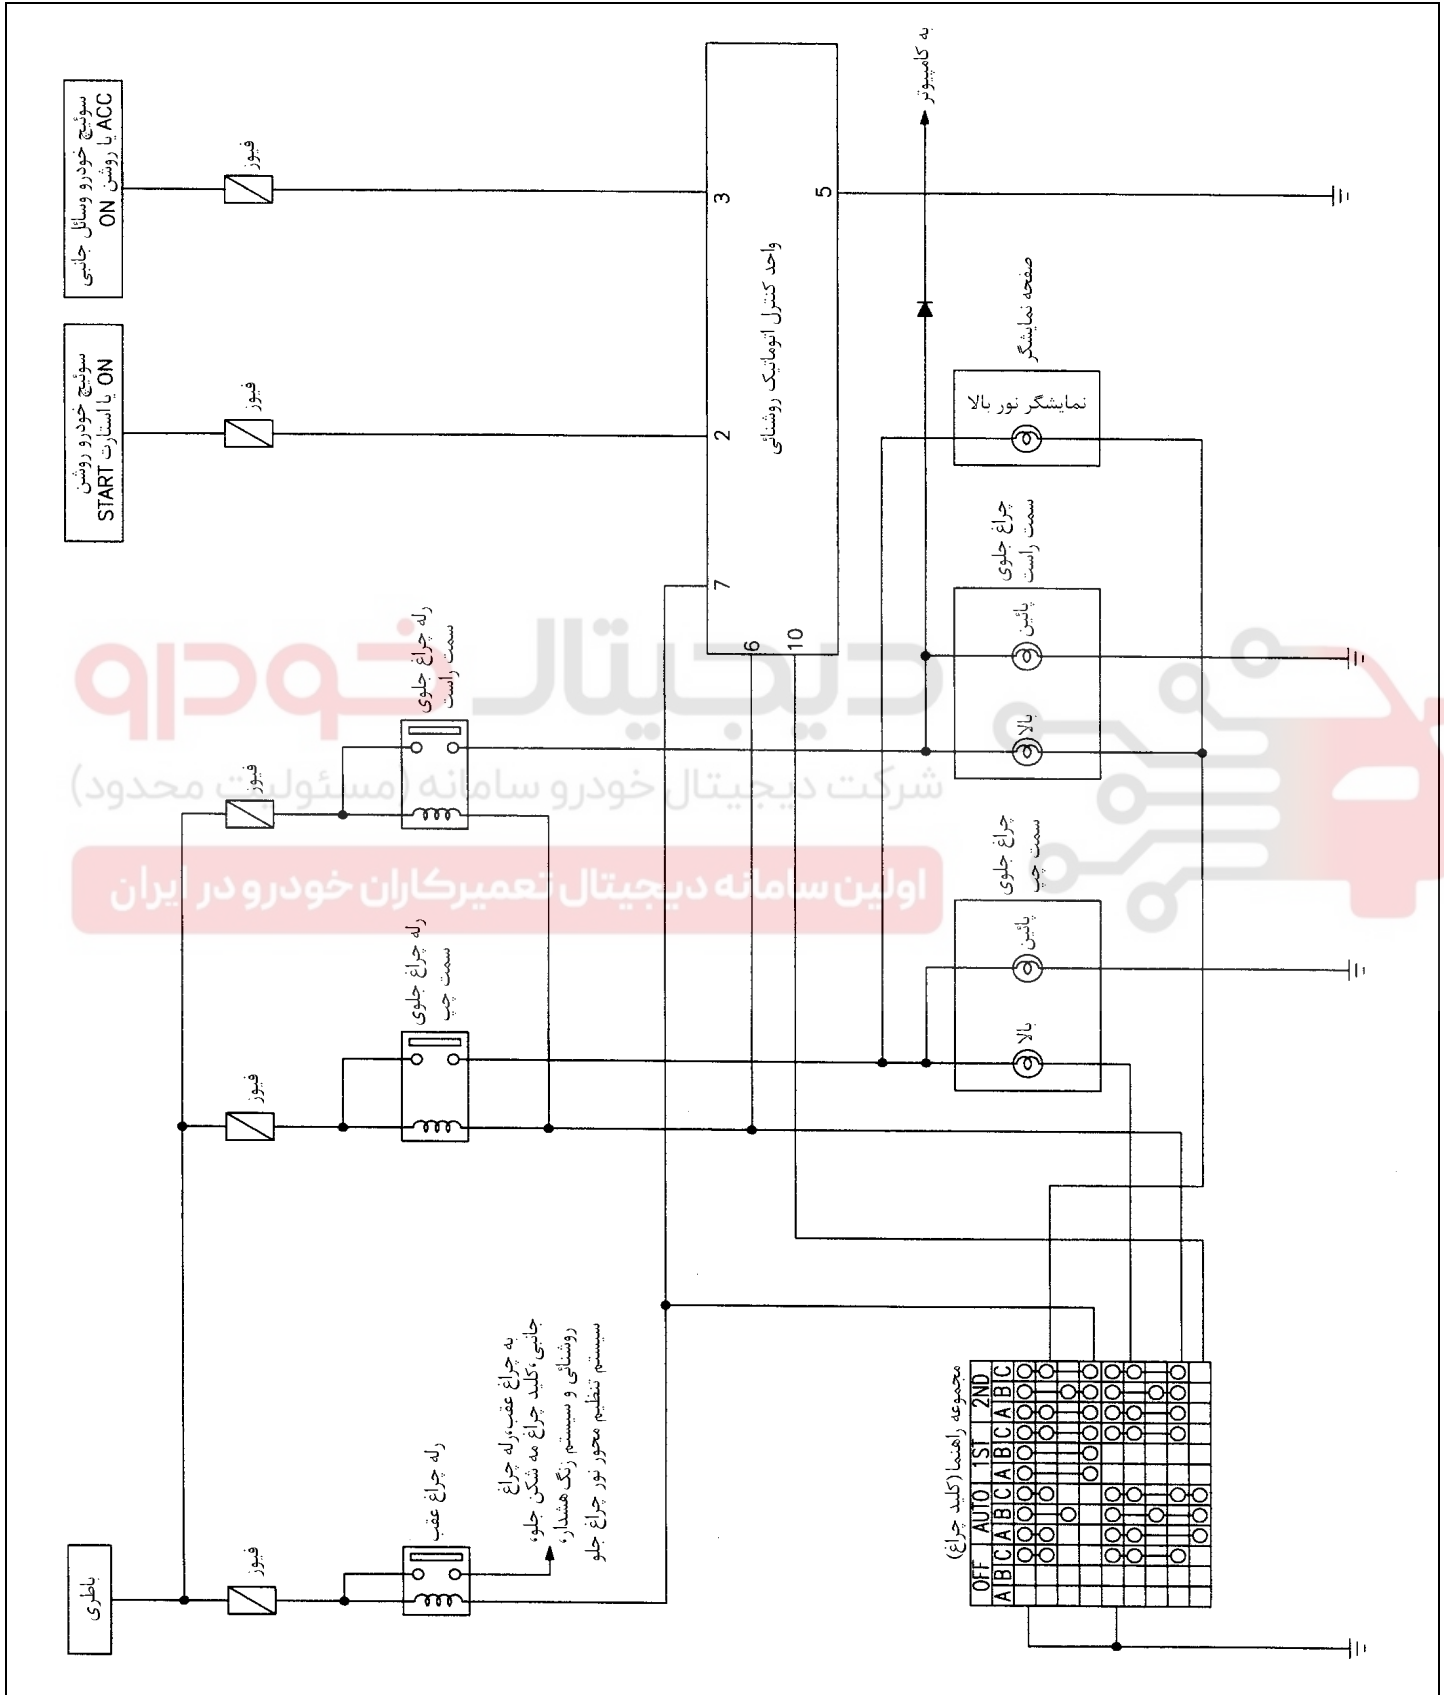 سوئیچ خودرو وسائل جانبی
ACC یا روشن ON
فیوز
سوئیچ خودرو روشن
ON یا استارت START
فیوز
واحد کنترل اتوماتیک روشنائی
3
2
7
6
10
5
به کامپیوتر
صفحه نمایشگر
نمایشگر نور بالا
چراغ جلوی
سمت راست
پائین
بالا
چراغ جلوی
سمت چپ
پائین
بالا
رله چراغ جلوی
سمت راست
فیوز
رله چراغ جلوی
سمت چپ
فیوز
دیجیتال خودرو
شرکت دیجیتال خودرو سامانه (مسئولیت محدود)
اولین سامانه دیجیتال تعمیرکاران خودرو در ایران
به چراغ عقب،رله چراغ
جانبی،کلید چراغ مه شکن جلو،
روشنائی و سیستم زنگ هشدار،
سیستم تنظیم محور نور چراغ جلو
رله چراغ عقب
فیوز
باطری
مجموعه راهنما (کلید چراغ)
OFF AUTO 1ST 2ND
A B C A B C A B C A B C